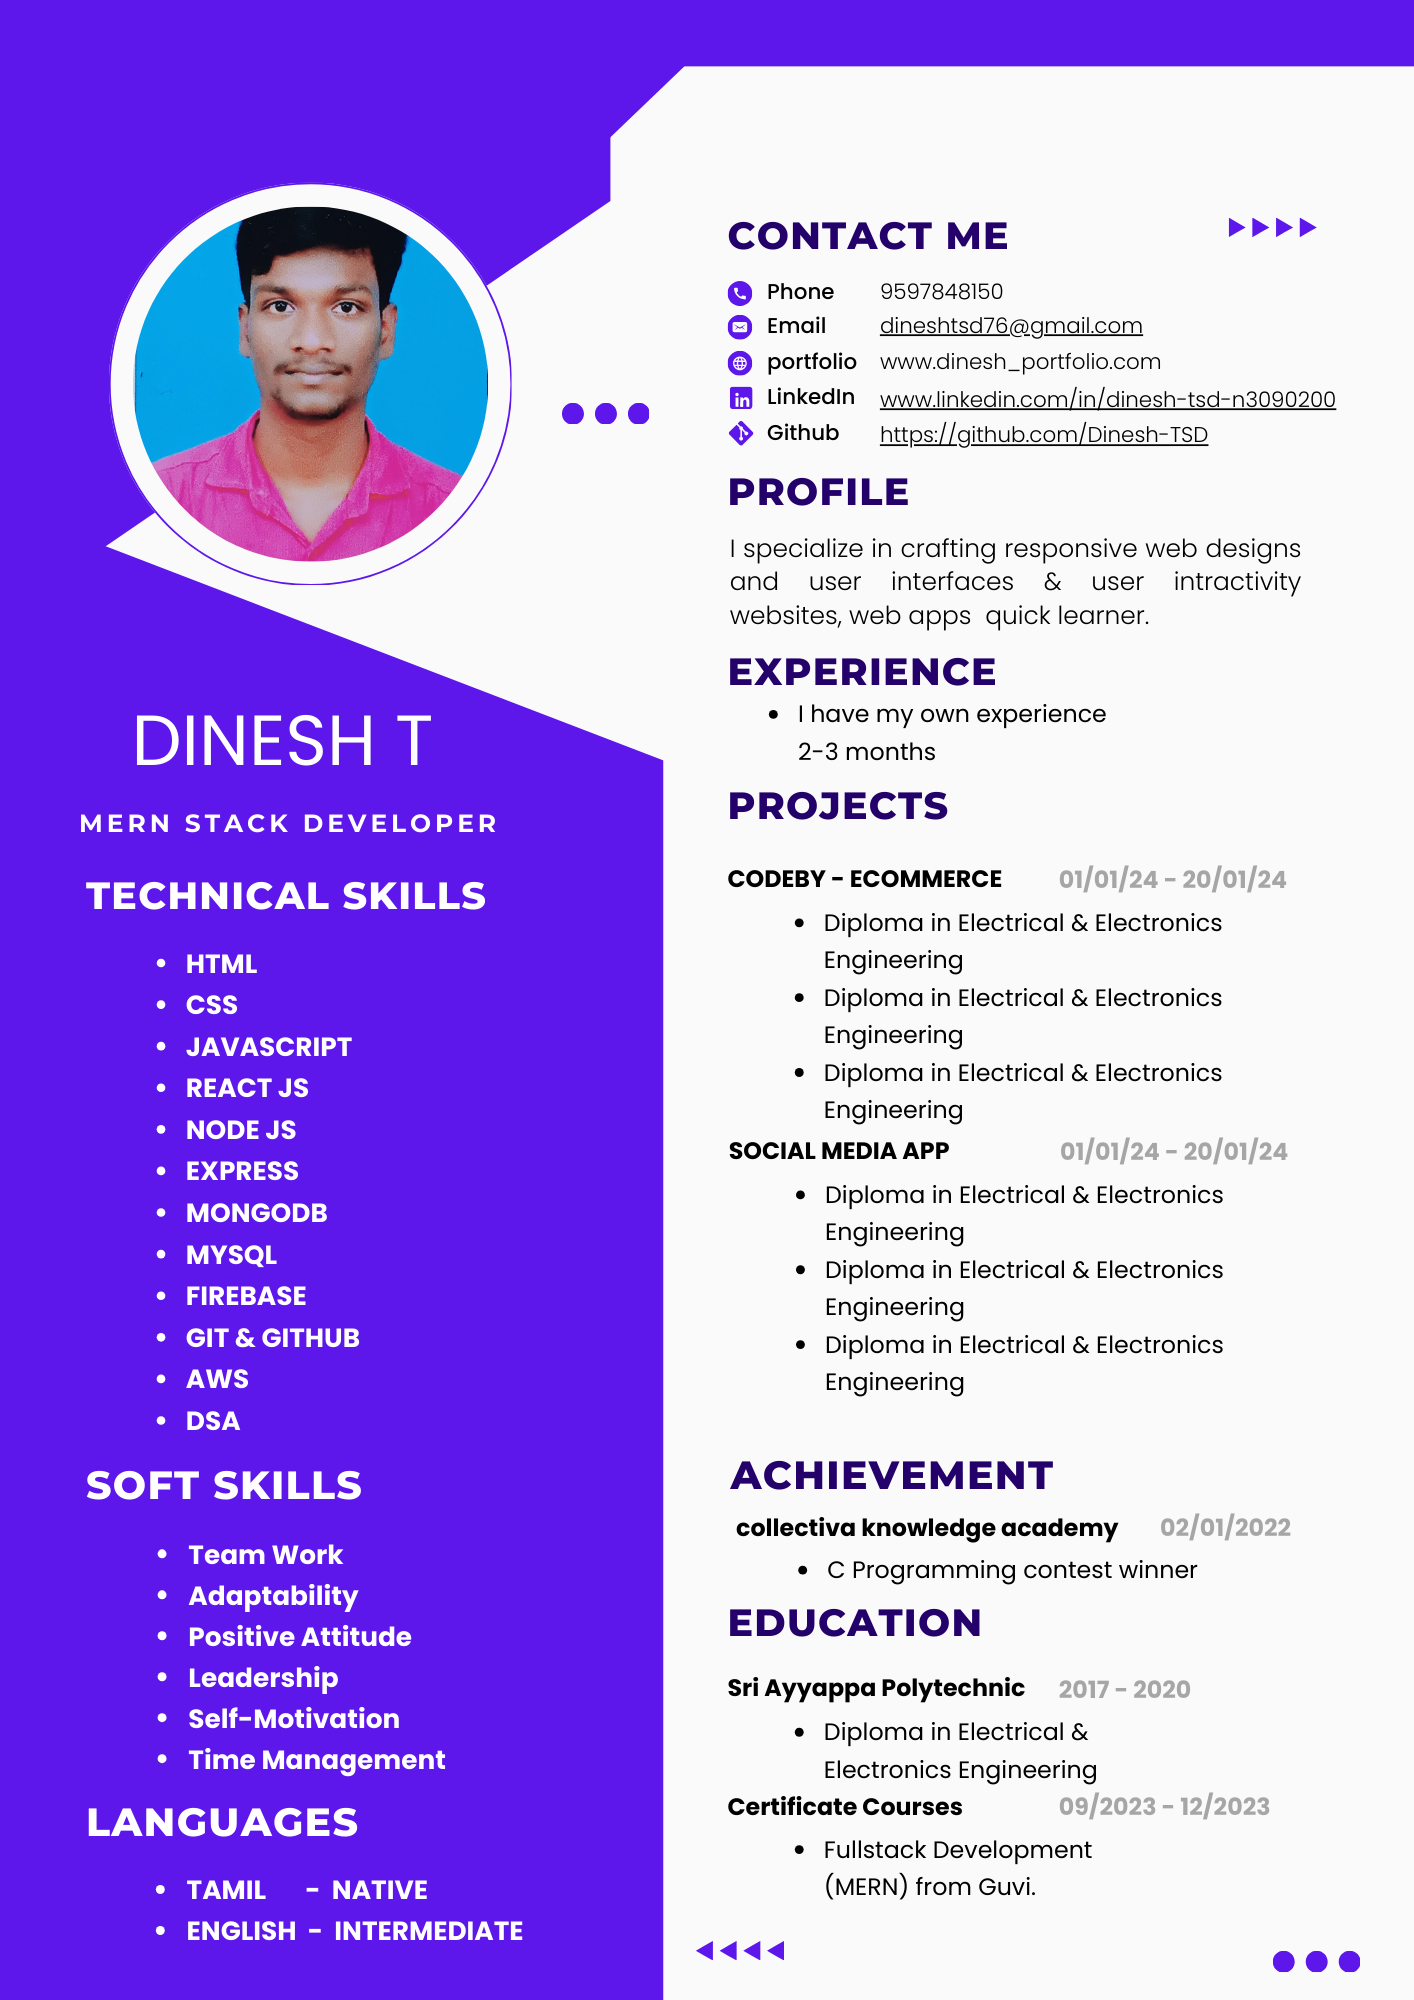 DINESH T
MERN STACK DEVELOPER
TECHNICAL SKILLS
• HTML
• CSS
• JAVASCRIPT
• REACT JS
• NODE JS
• EXPRESS
• MONGODB
• MYSQL
• FIREBASE
• GIT & GITHUB
• AWS
• DSA
SOFT SKILLS
• Team Work
• Adaptability
• Positive Attitude
• Leadership
• Self-Motivation
• Time Management
LANGUAGES
• TAMIL - NATIVE
• ENGLISH - INTERMEDIATE
CONTACT ME
Phone 9597848150
Email dineshtsd76@gmail.com
portfolio www.dinesh_portfolio.com
LinkedIn www.linkedin.com/in/dinesh-tsd-n3090200
Github https://github.com/Dinesh-TSD
PROFILE
I specialize in crafting responsive web designs
and user interfaces & user intractivity
websites, web apps quick learner.
EXPERIENCE
• I have my own experience
2-3 months
PROJECTS
CODEBY - ECOMMERCE 01/01/24 - 20/01/24
• Diploma in Electrical & Electronics
Engineering
• Diploma in Electrical & Electronics
Engineering
• Diploma in Electrical & Electronics
Engineering
SOCIAL MEDIA APP 01/01/24 - 20/01/24
• Diploma in Electrical & Electronics
Engineering
• Diploma in Electrical & Electronics
Engineering
• Diploma in Electrical & Electronics
Engineering
ACHIEVEMENT
collectiva knowledge academy 02/01/2022
• C Programming contest winner
EDUCATION
Sri Ayyappa Polytechnic 2017 - 2020
• Diploma in Electrical &
Electronics Engineering
Certificate Courses 09/2023 - 12/2023
• Fullstack Development
(MERN) from Guvi.